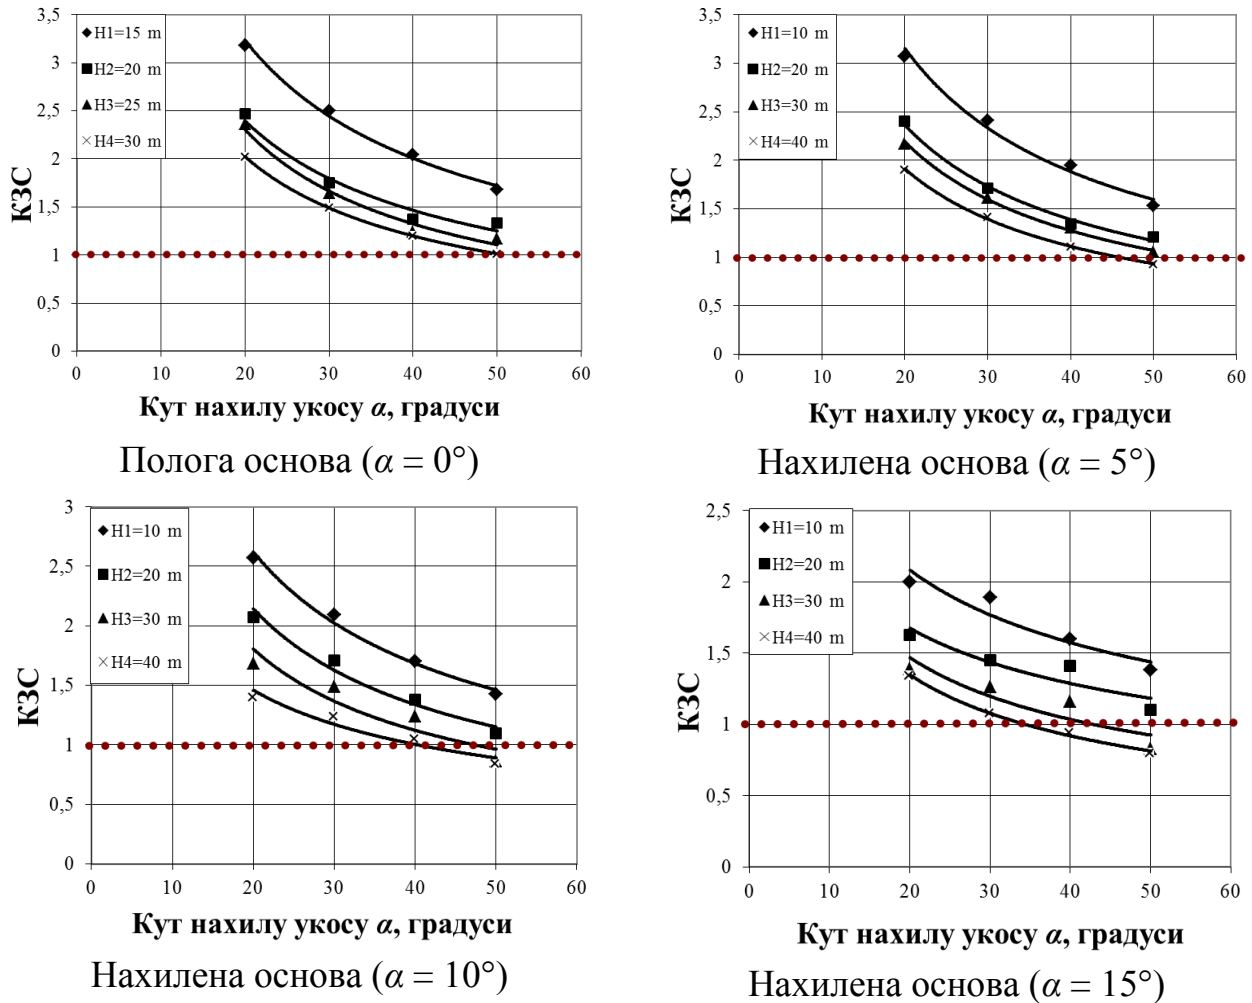 3,5
3
2,5
2
1,5
1
0,5
0
КЗС
H1=15 m
H2=20 m
H3=25 m
H4=30 m
0 10 20 30 40 50 60
Кут нахилу укосу α, градуси
Полога основа (α = 0°)
3,5
3
2,5
2
1,5
1
0,5
0
КЗС
H1=10 m
H2=20 m
H3=30 m
H4=40 m
0 10 20 30 40 50 60
Кут нахилу укосу α, градуси
Нахилена основа (α = 5°)
3
2,5
2
1,5
1
0,5
0
КЗС
H1=10 m
H2=20 m
H3=30 m
H4=40 m
0 10 20 30 40 50 60
Кут нахилу укосу α, градуси
Нахилена основа (α = 10°)
2,5
2
1,5
1
0,5
0
КЗС
H1=10 m
H2=20 m
H3=30 m
H4=40 m
0 10 20 30 40 50 60
Кут нахилу укосу α, градуси
Нахилена основа (α = 15°)